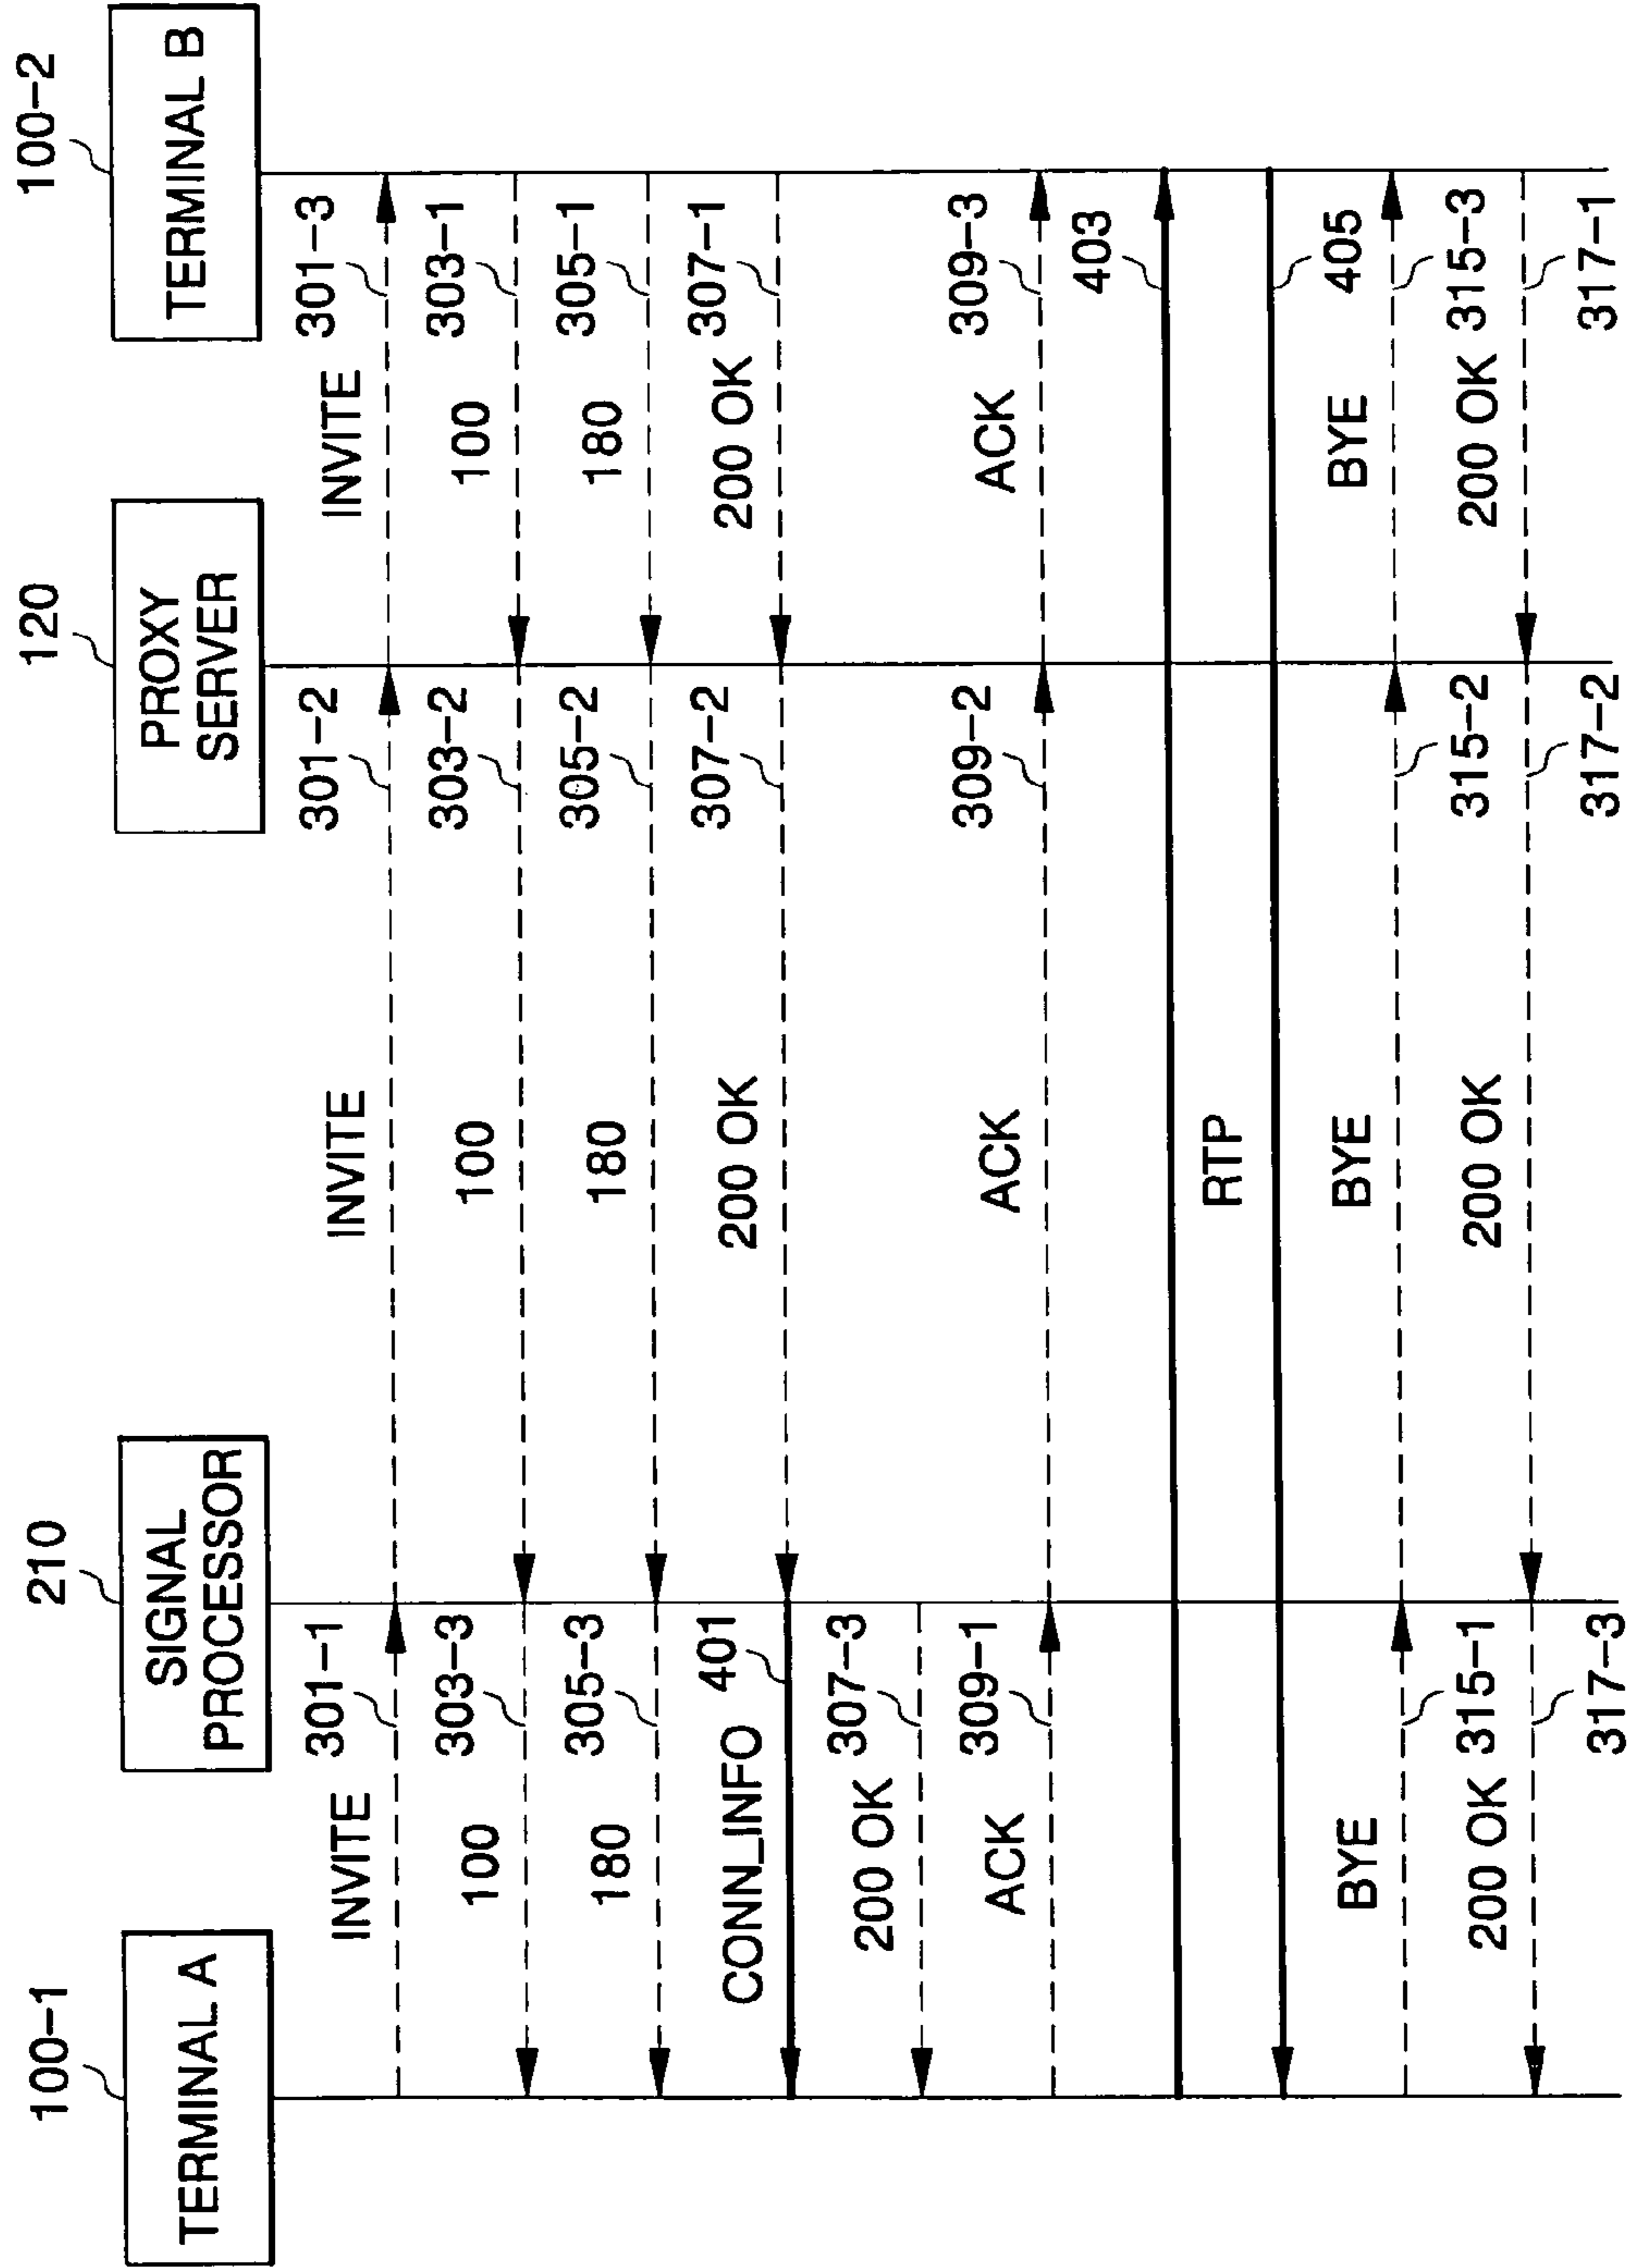 100-1
210
120
100-2
TERMINAL A
SIGNAL
PROCESSOR
PROXY
SERVER
TERMINAL B
INVITE
301-1
INVITE
301-2
INVITE
301-3
100
303-3
100
303-2
100
303-1
180
305-3
180
305-2
180
305-1
CONN_INFO
401
200 OK
307-2
200 OK
307-1
200 OK
307-3
ACK
309-1
ACK
309-2
ACK
309-3
403
RTP
405
BYE
315-1
BYE
315-2
BYE
315-3
200 OK
317-3
200 OK
317-2
200 OK
317-1